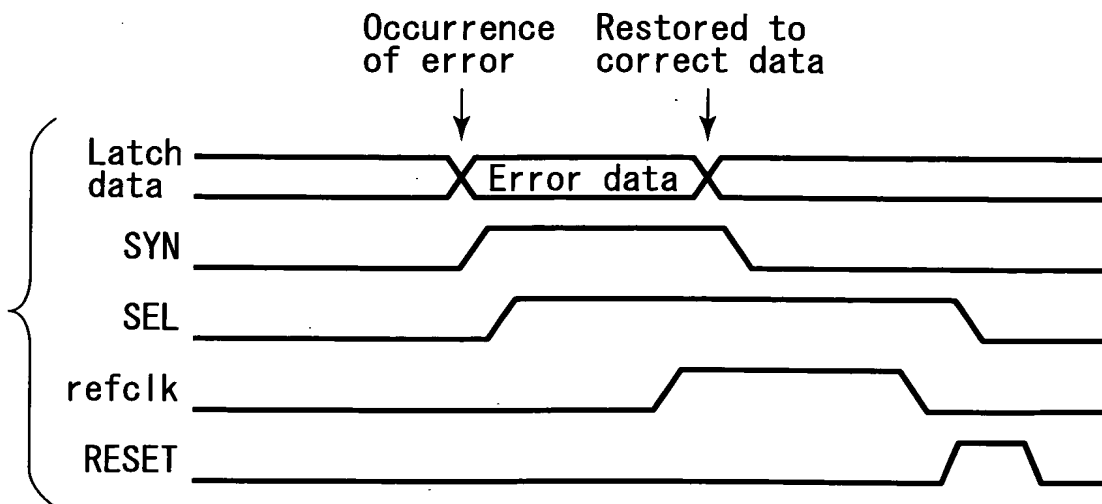 Occurrence of error
Restored to correct data
Latch data
Error data
SYN
SEL
refclk
RESET